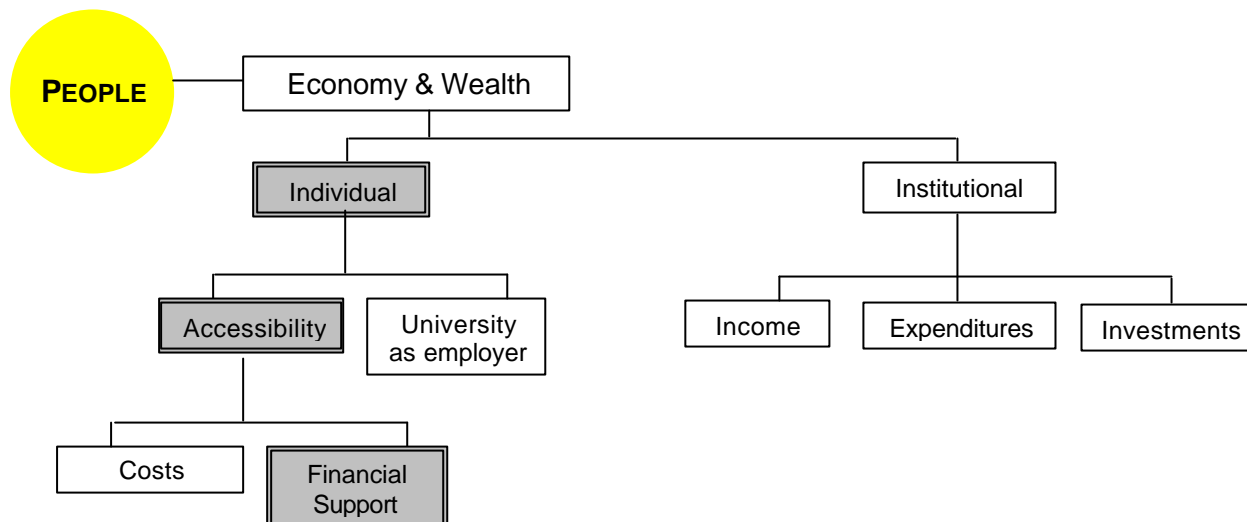 PEOPLE
Economy & Wealth
Individual
Institutional
Accessibility
University
as employer
Income
Expenditures
Investments
Costs
Financial
Support